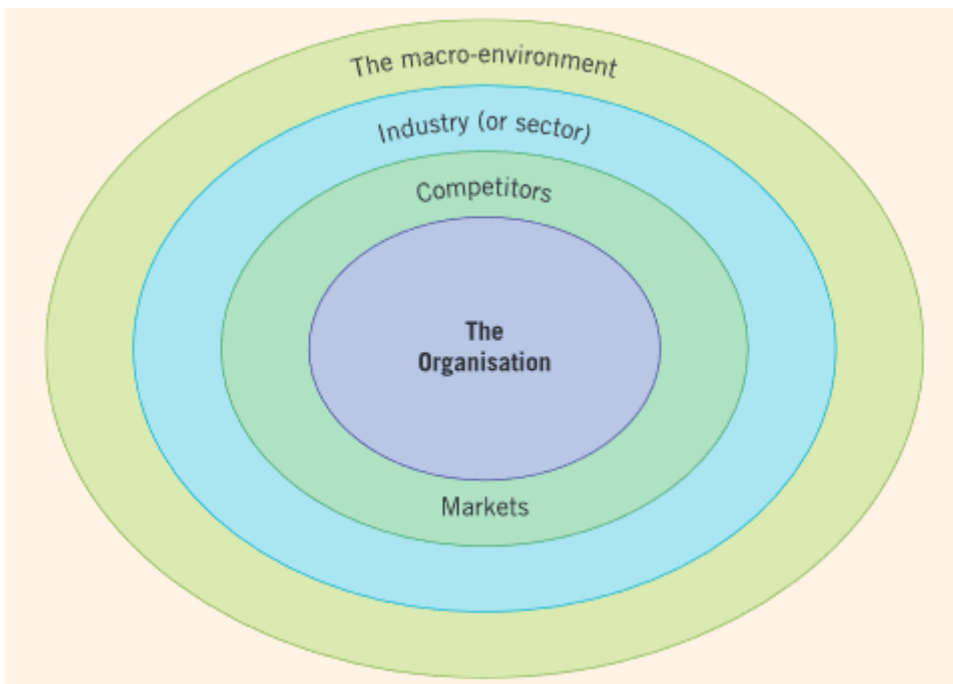 The macro-environment
Industry (or sector)
Competitors
The
Organisation
Markets